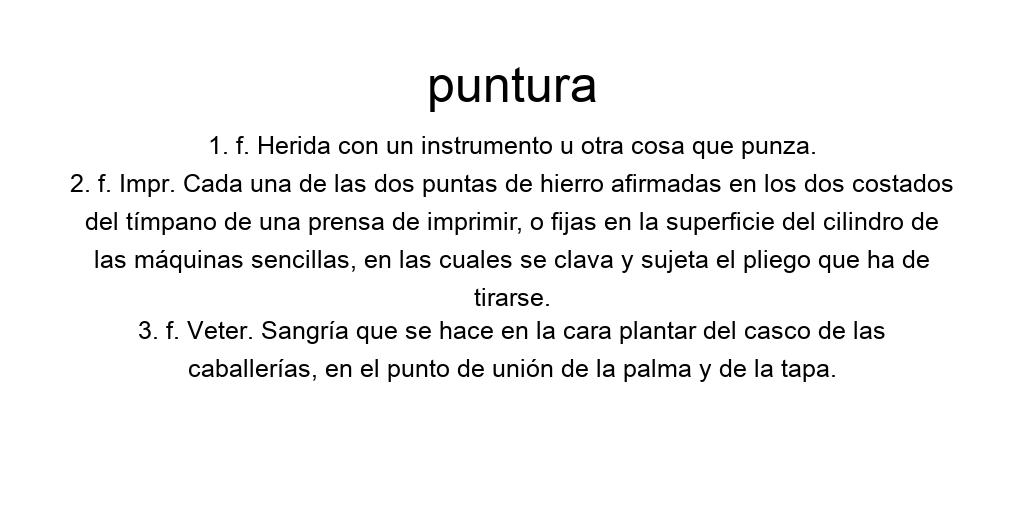 puntura
1. f. Herida con un instrumento u otra cosa que punza.
2. f. Impr. Cada una de las dos puntas de hierro afirmadas en los dos costados
del tímpano de una prensa de imprimir, o fijas en la superficie del cilindro de
las máquinas sencillas, en las cuales se clava y sujeta el pliego que ha de
tirarse.
3. f. Veter. Sangría que se hace en la cara plantar del casco de las
caballerías, en el punto de unión de la palma y de la tapa.